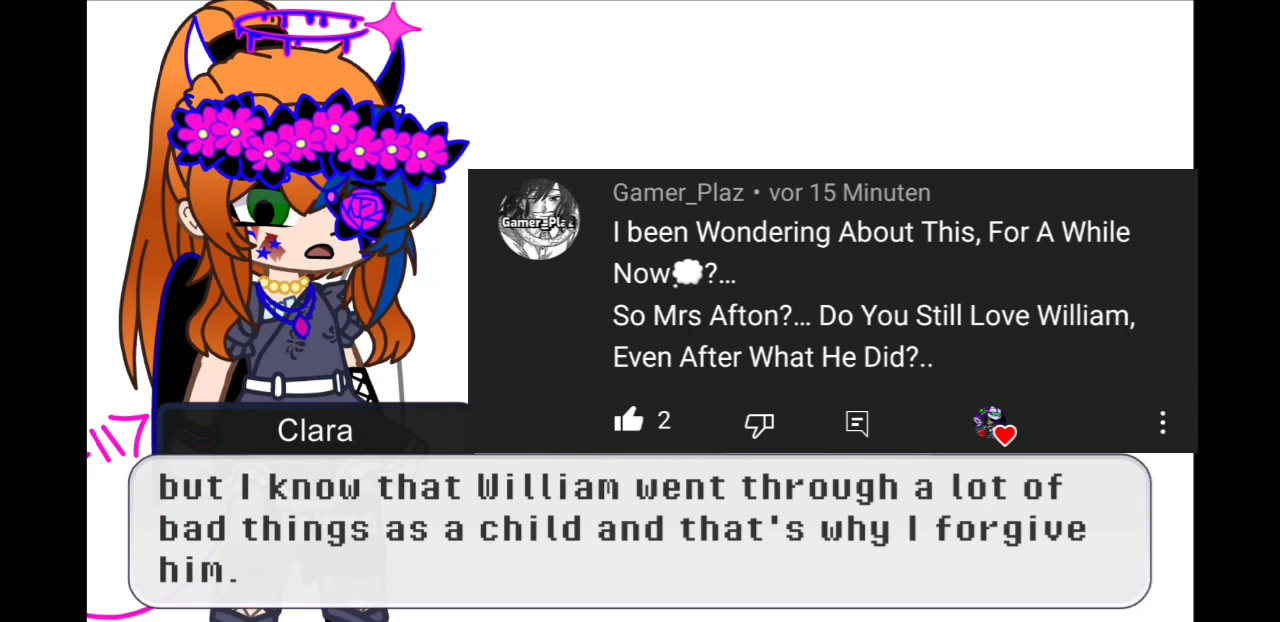 Gamer_Plaz • vor 15 Minuten
I been Wondering About This, For A While
Now💭?...
So Mrs Afton?... Do You Still Love William,
Even After What He Did?..
2
Clara
but I know that William went through a lot of
bad things as a child and that's why I forgive
him.